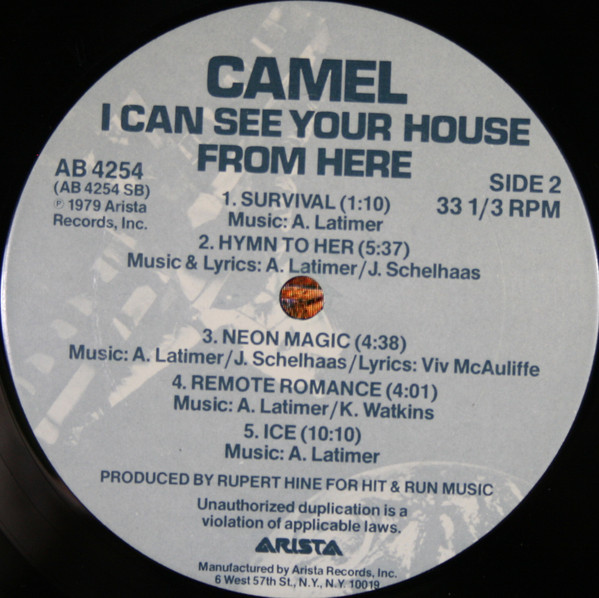 CAMEL
I CAN SEE YOUR HOUSE
FROM HERE
AB 4254
(AB 4254 SB)
℗ 1979 Arista
Records, Inc.
SIDE 2
33 1/3 RPM
1. SURVIVAL (1:10)
Music: A. Latimer
2. HYMN TO HER (5:37)
Music & Lyrics: A. Latimer/J. Schelhaas
3. NEON MAGIC (4:38)
Music: A. Latimer/J. Schelhaas/Lyrics: Viv McAuliffe
4. REMOTE ROMANCE (4:01)
Music: A. Latimer/K. Watkins
5. ICE (10:10)
Music: A. Latimer
PRODUCED BY RUPERT HINE FOR HIT & RUN MUSIC
Unauthorized duplication is a
violation of applicable laws.
ARISTA
Manufactured by Arista Records, Inc.
6 West 57th St., N.Y., N.Y. 10019